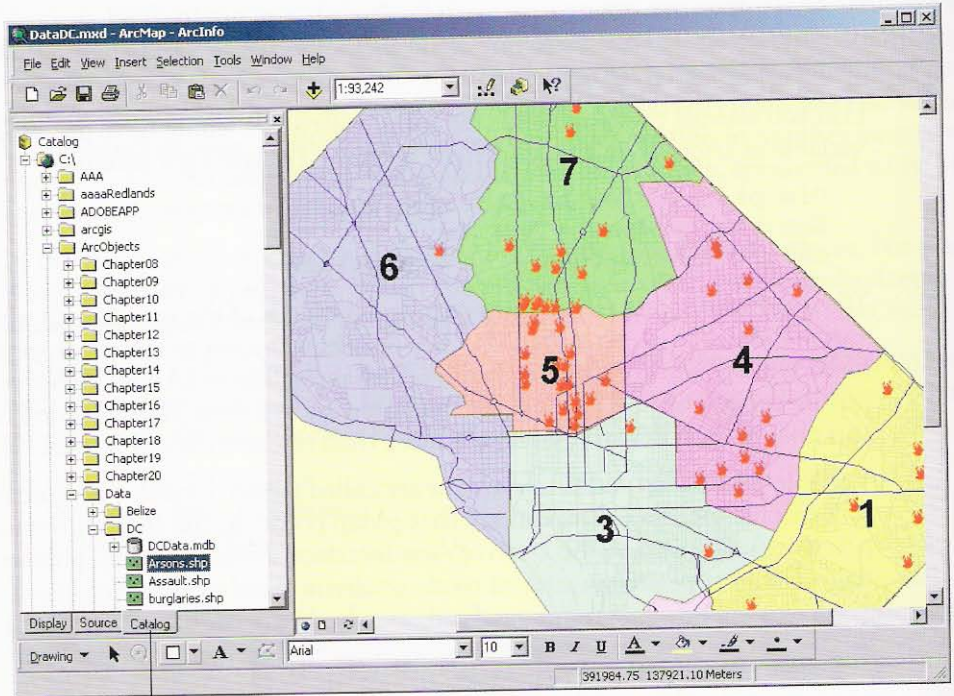 DataDC.mxd - ArcMap - ArcInfo
File Edit View Insert Selection Tools Window Help
1:93,242
Catalog
C:\
AAA
aaaaRedlands
ADOBEAPP
arcgis
ArcObjects
Chapter08
Chapter09
Chapter10
Chapter11
Chapter12
Chapter13
Chapter14
Chapter15
Chapter16
Chapter17
Chapter18
Chapter19
Chapter20
Data
Belize
DC
DCData.mdb
Arsons.shp
Assault.shp
burglaries.shp
Display Source Catalog
7
6
4
5
1
3
Drawing A Arial 10 B I U A
391984.75 137921.10 Meters